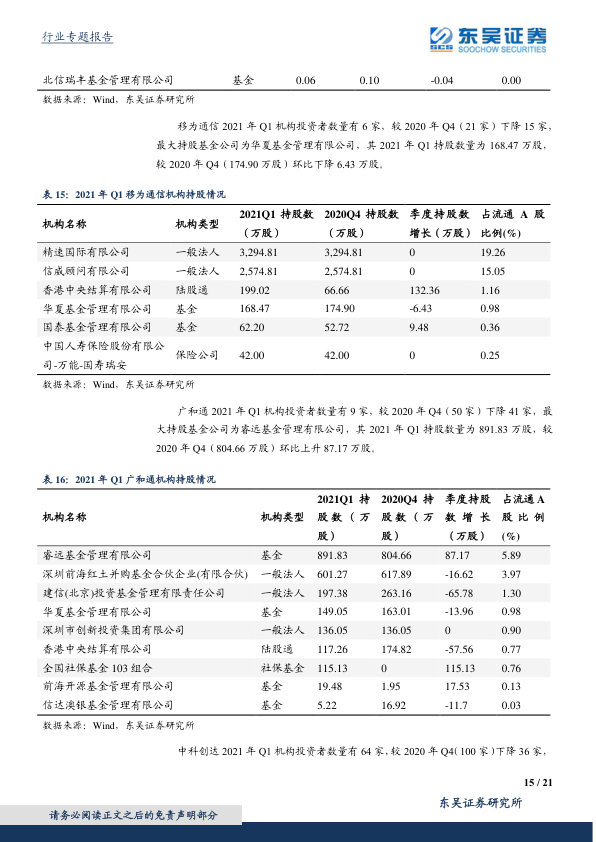 行业专题报告
东吴证券
SCS
SOOCHOW SECURITIES
北信瑞丰基金管理有限公司 基金 0.06 0.10 -0.04 0.00
数据来源：Wind，东吴证券研究所
移为通信 2021 年 Q1 机构投资者数量有 6 家，较 2020 年 Q4（21 家）下降 15 家，
最大持股基金公司为华夏基金管理有限公司，其 2021 年 Q1 持股数量为 168.47 万股，
较 2020 年 Q4（174.90 万股）环比下降 6.43 万股。
表 15：2021 年 Q1 移为通信机构持股情况
机构名称 机构类型 2021Q1 持股数（万股） 2020Q4 持股数（万股） 季度持股数增长（万股） 占流通 A 股比例(%)
精速国际有限公司 一般法人 3,294.81 3,294.81 0 19.26
信威顾问有限公司 一般法人 2,574.81 2,574.81 0 15.05
香港中央结算有限公司 陆股通 199.02 66.66 132.36 1.16
华夏基金管理有限公司 基金 168.47 174.90 -6.43 0.98
国泰基金管理有限公司 基金 62.20 52.72 9.48 0.36
中国人寿保险股份有限公
司-万能-国寿瑞安 保险公司 42.00 42.00 0 0.25
数据来源：Wind，东吴证券研究所
广和通 2021 年 Q1 机构投资者数量有 9 家，较 2020 年 Q4（50 家）下降 41 家，最
大持股基金公司为睿远基金管理有限公司，其 2021 年 Q1 持股数量为 891.83 万股，较
2020 年 Q4（804.66 万股）环比上升 87.17 万股。
表 16：2021 年 Q1 广和通机构持股情况
机构名称 机构类型 2021Q1 持股数（万股） 2020Q4 持股数（万股） 季度持股数增长（万股） 占流通 A 股比例(%)
睿远基金管理有限公司 基金 891.83 804.66 87.17 5.89
深圳前海红土并购基金合伙企业(有限合伙) 一般法人 601.27 617.89 -16.62 3.97
建信(北京)投资基金管理有限责任公司 一般法人 197.38 263.16 -65.78 1.30
华夏基金管理有限公司 基金 149.05 163.01 -13.96 0.98
深圳市创新投资集团有限公司 一般法人 136.05 136.05 0 0.90
香港中央结算有限公司 陆股通 117.26 174.82 -57.56 0.77
全国社保基金 103 组合 社保基金 115.13 0 115.13 0.76
前海开源基金管理有限公司 基金 19.48 1.95 17.53 0.13
信达澳银基金管理有限公司 基金 5.22 16.92 -11.7 0.03
数据来源：Wind，东吴证券研究所
中科创达 2021 年 Q1 机构投资者数量有 64 家，较 2020 年 Q4（100 家）下降 36 家，
15 / 21
东吴证券研究所
请务必阅读正文之后的免责声明部分